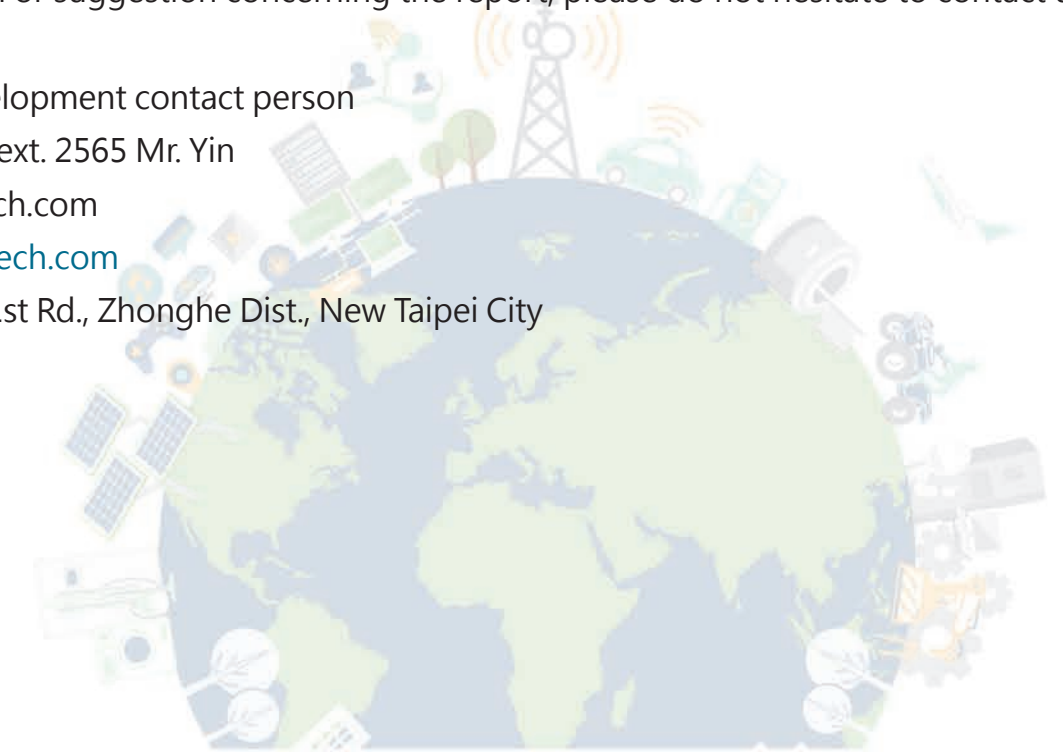 or suggestion concerning the report, please do not hesitate to contact
elopment contact person
ext. 2565 Mr. Yin
ch.com
ech.com
st Rd., Zhonghe Dist., New Taipei City